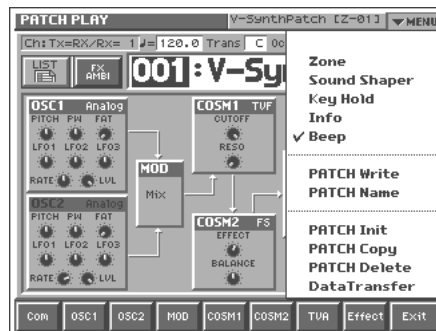 PATCH PLAY
V-SynthPatch [Z-01]
▼MENU
Ch:Tx=RX/Rx= 1 ♩=120.0 Trans C Oc
LIST
FX AMBI
001:V-Sy
OSC1 Analog
PITCH PW FAT
LFO1 LFO2 LFO3
RATE LVL
OSC2 Analog
PITCH PW FAT
LFO1 LFO2 LFO3
RATE LVL
MOD
Mix
COSM1 TVF
CUTOFF
RESO
COSM2 FS
EFFECT
BALANCE
Zone
Sound Shaper
Key Hold
Info
✓ Beep
PATCH Write
PATCH Name
PATCH Init
PATCH Copy
PATCH Delete
DataTransfer
Com OSC1 OSC2 MOD COSM1 COSM2 TVA Effect Exit